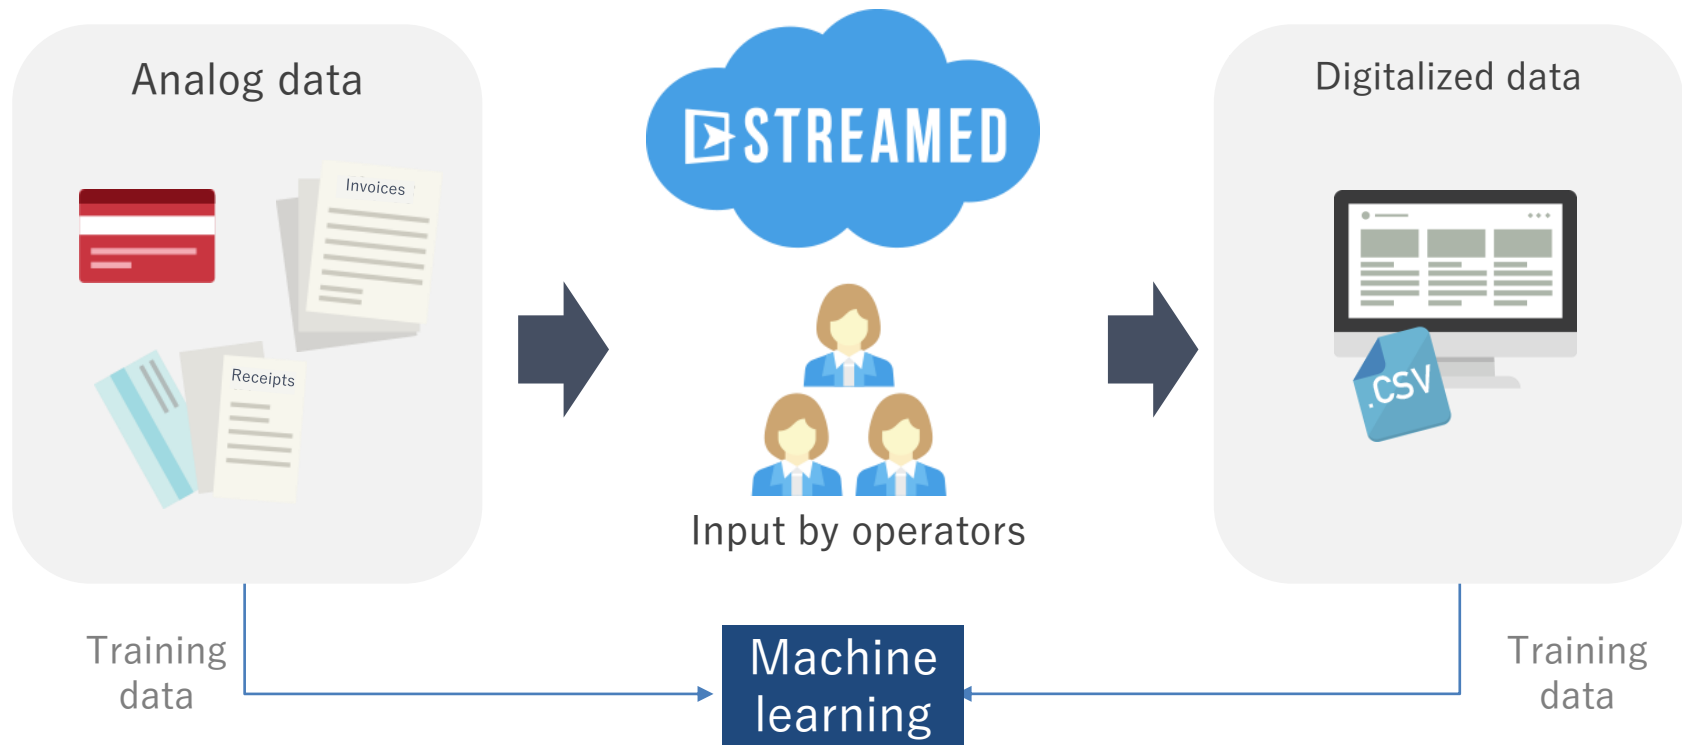 Analog data
Invoices
Receipts
STREAMED
Input by operators
Digitalized data
.CSV
Training
data
Machine
learning
Training
data